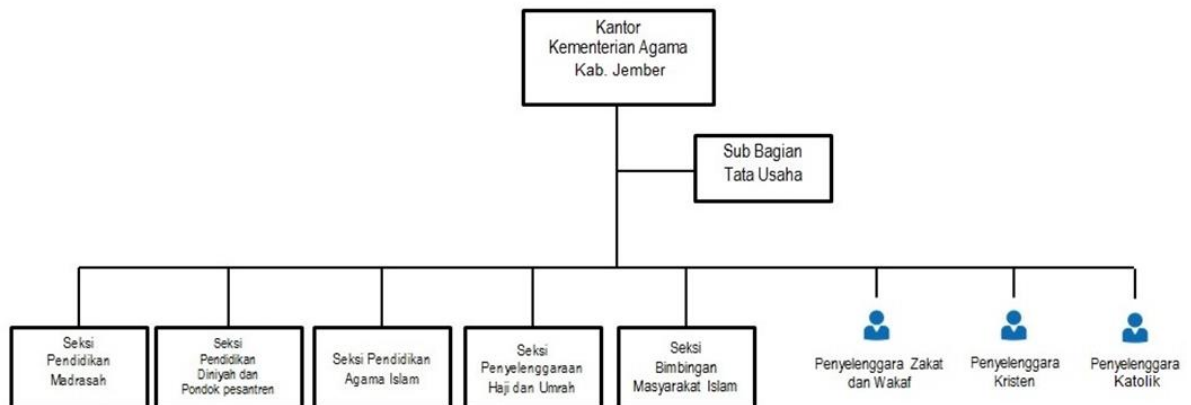 Kantor
Kementerian Agama
Kab. Jember
Sub Bagian
Tata Usaha
Seksi
Pendidikan
Madrasah
Seksi
Pendidikan
Diniyah dan
Pondok pesantren
Seksi Pendidikan
Agama Islam
Seksi
Penyelenggaraan
Haji dan Umrah
Seksi
Bimbingan
Masyarakat Islam
Penyelenggara Zakat
dan Wakaf
Penyelenggara
Kristen
Penyelenggara
Katolik